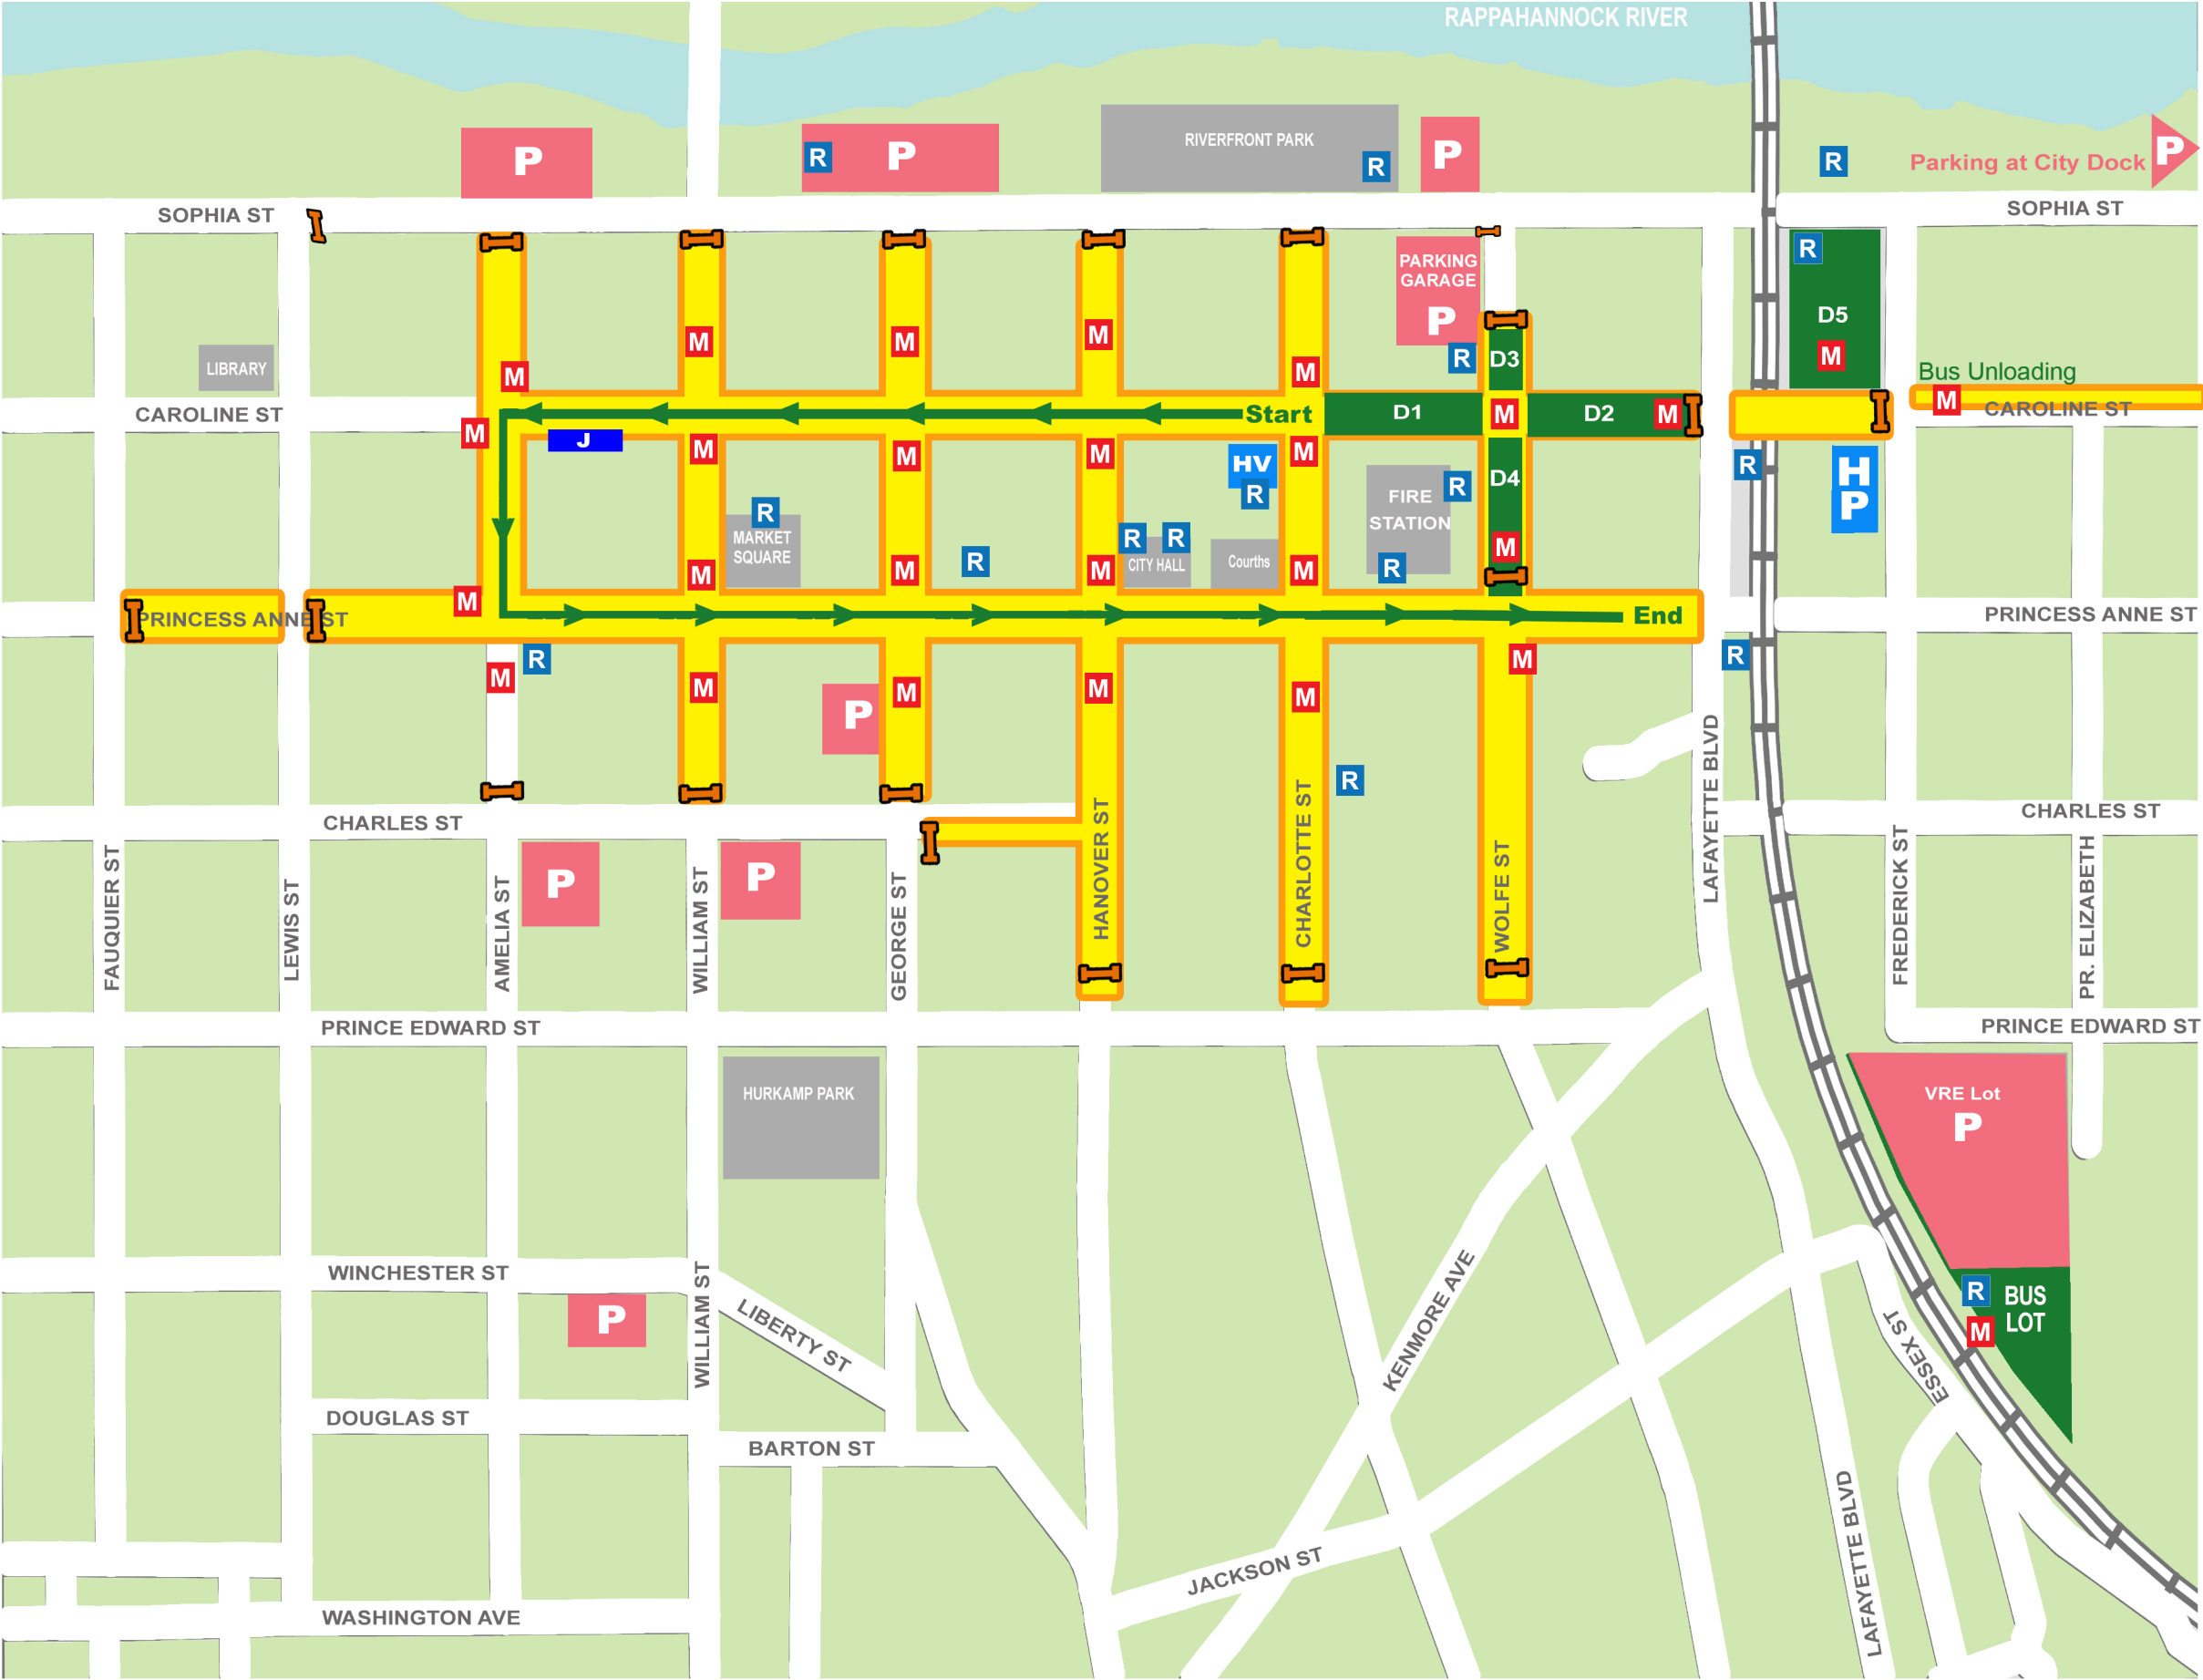 RAPPAHANNOCK RIVER
P
R P
RIVERFRONT PARK
R
P
R
Parking at City Dock P
SOPHIA ST
SOPHIA ST
PARKING
GARAGE
P
R
R
D5
M
LIBRARY
M
M
M
M
M
D3
Bus Unloading
M
CAROLINE ST
CAROLINE ST
M
Start
D1
M
D2
M
J
M
M
M
M
HV
R
D4
R
H
P
FIRE
STATION
R
R
R
MARKET
SQUARE
R
R
R
CITY HALL
Courths
M
M
M
M
M
M
PRINCESS ANNE ST
End
PRINCESS ANNE ST
M
R
M
M
M
M
M
R
P
R
CHARLES ST
CHARLES ST
P
P
FAUQUIER ST
LEWIS ST
AMELIA ST
WILLIAM ST
GEORGE ST
HANOVER ST
CHARLOTTE ST
WOLFE ST
LAFAYETTE BLVD
FREDERICK ST
PR. ELIZABETH
PRINCE EDWARD ST
PRINCE EDWARD ST
HURKAMP PARK
VRE Lot
P
WINCHESTER ST
WILLIAM ST
LIBERTY ST
KENMORE AVE
P
R
M
BUS
LOT
ESSEX ST
DOUGLAS ST
BARTON ST
JACKSON ST
LAFAYETTE BLVD
WASHINGTON AVE